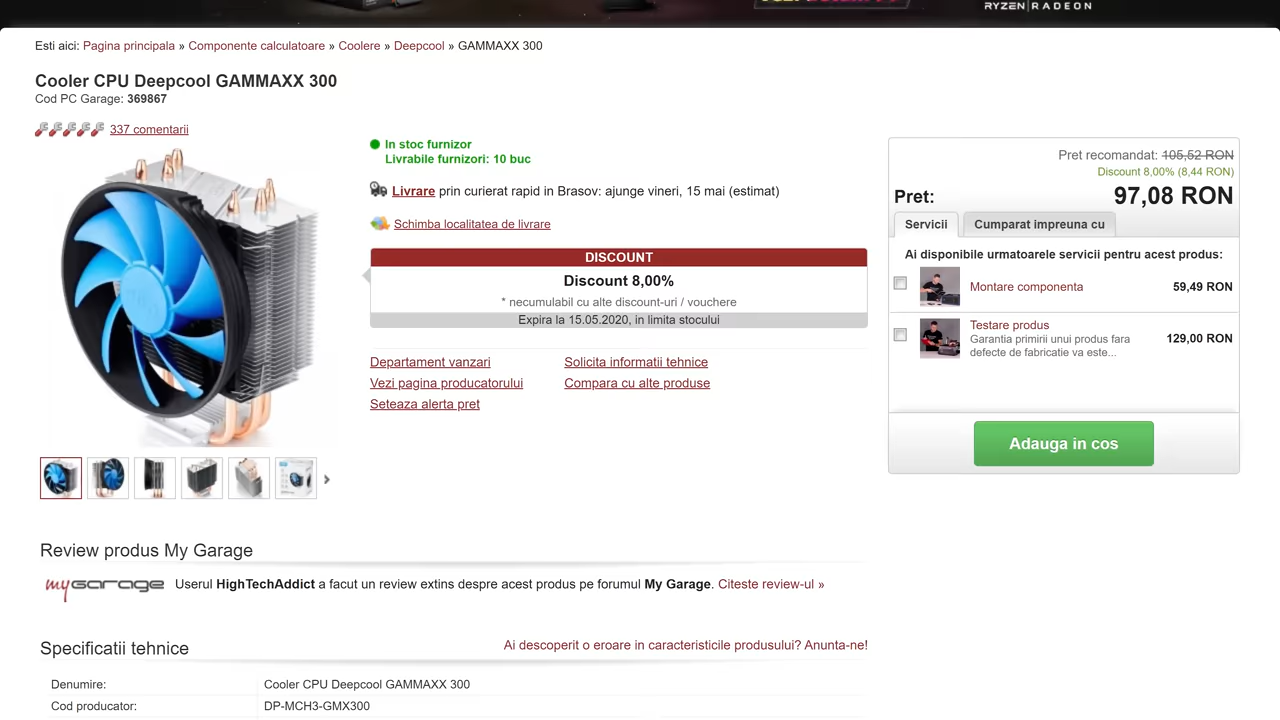 RYZEN | RADEON
Esti aici: Pagina principala » Componente calculatoare » Coolere » Deepcool » GAMMAXX 300
Cooler CPU Deepcool GAMMAXX 300
Cod PC Garage: 369867
337 comentarii
In stoc furnizor
Livrabile furnizori: 10 buc
Livrare prin curierat rapid in Brasov: ajunge vineri, 15 mai (estimat)
Schimba localitatea de livrare
DISCOUNT
Discount 8,00%
* necumulabil cu alte discount-uri / vouchere
Expira la 15.05.2020, in limita stocului
Departament vanzari
Solicita informatii tehnice
Vezi pagina producatorului
Compara cu alte produse
Seteaza alerta pret
Pret recomandat: 105,52 RON
Discount 8,00% (8,44 RON)
Pret: 97,08 RON
Servicii
Cumparat impreuna cu
Ai disponibile urmatoarele servicii pentru acest produs:
Montare componenta 59,49 RON
Testare produs
Garantia primirii unui produs fara
defecte de fabricatie va este...
129,00 RON
Adauga in cos
Review produs My Garage
myGarage Userul HighTechAddict a facut un review extins despre acest produs pe forumul My Garage. Citeste review-ul »
Specificatii tehnice
Ai descoperit o eroare in caracteristicile produsului? Anunta-ne!
Denumire: Cooler CPU Deepcool GAMMAXX 300
Cod producator: DP-MCH3-GMX300